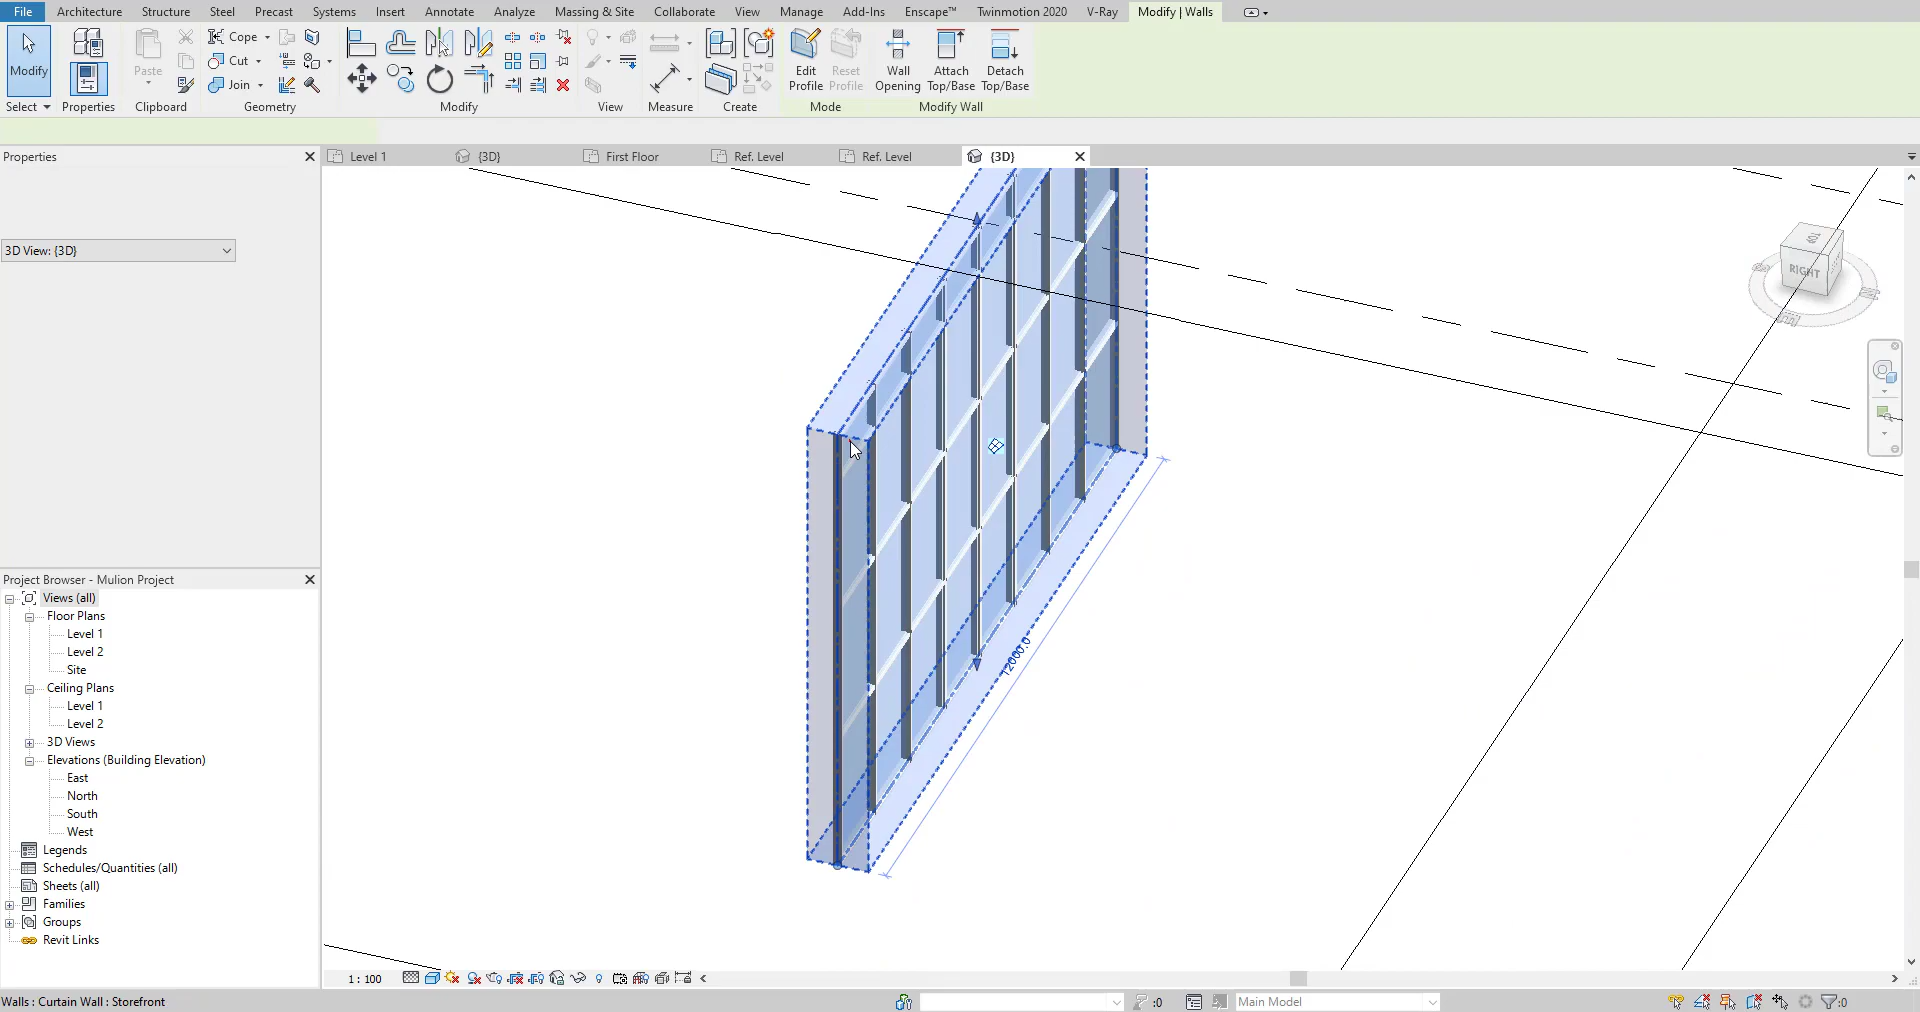 File Architecture Structure Steel Precast Systems Insert Annotate Analyze Massing & Site Collaborate View Manage Add-Ins Enscape™ Twinmotion 2020 V-Ray Modify | Walls
Modify
Select
Properties
Paste
Clipboard
Cope
Cut
Join
Geometry
Modify
View
Measure
Create
Edit Profile
Reset Profile
Mode
Wall Opening
Attach Top/Base
Detach Top/Base
Modify Wall
Properties
Level 1 {3D} First Floor Ref. Level Ref. Level {3D}
3D View: {3D}
TOP
RIGHT
12000.0
Project Browser - Mulion Project
Views (all)
Floor Plans
Level 1
Level 2
Site
Ceiling Plans
Level 1
Level 2
3D Views
Elevations (Building Elevation)
East
North
South
West
Legends
Schedules/Quantities (all)
Sheets (all)
Families
Groups
Revit Links
1 : 100
Walls : Curtain Wall : Storefront
:0
Main Model
:0